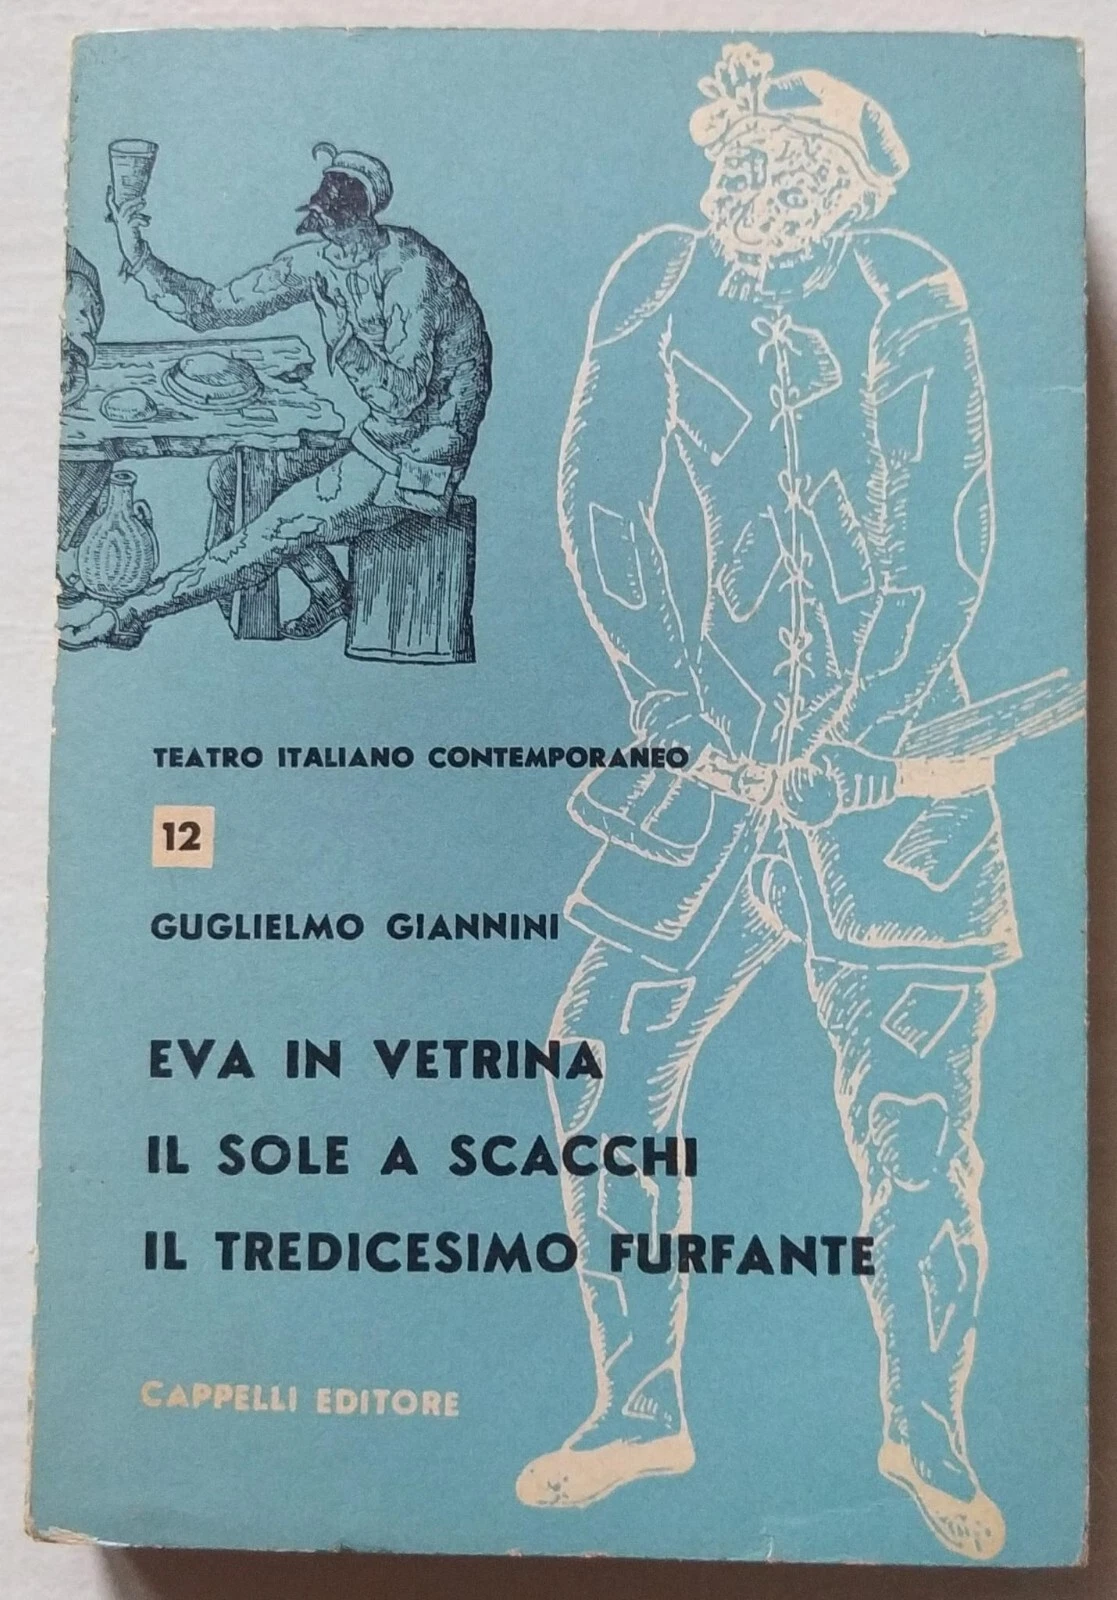 TEATRO ITALIANO CONTEMPORANEO
12
GUGLIELMO GIANNINI
EVA IN VETRINA
IL SOLE A SCACCHI
IL TREDICESIMO FURFANTE
CAPPELLI EDITORE